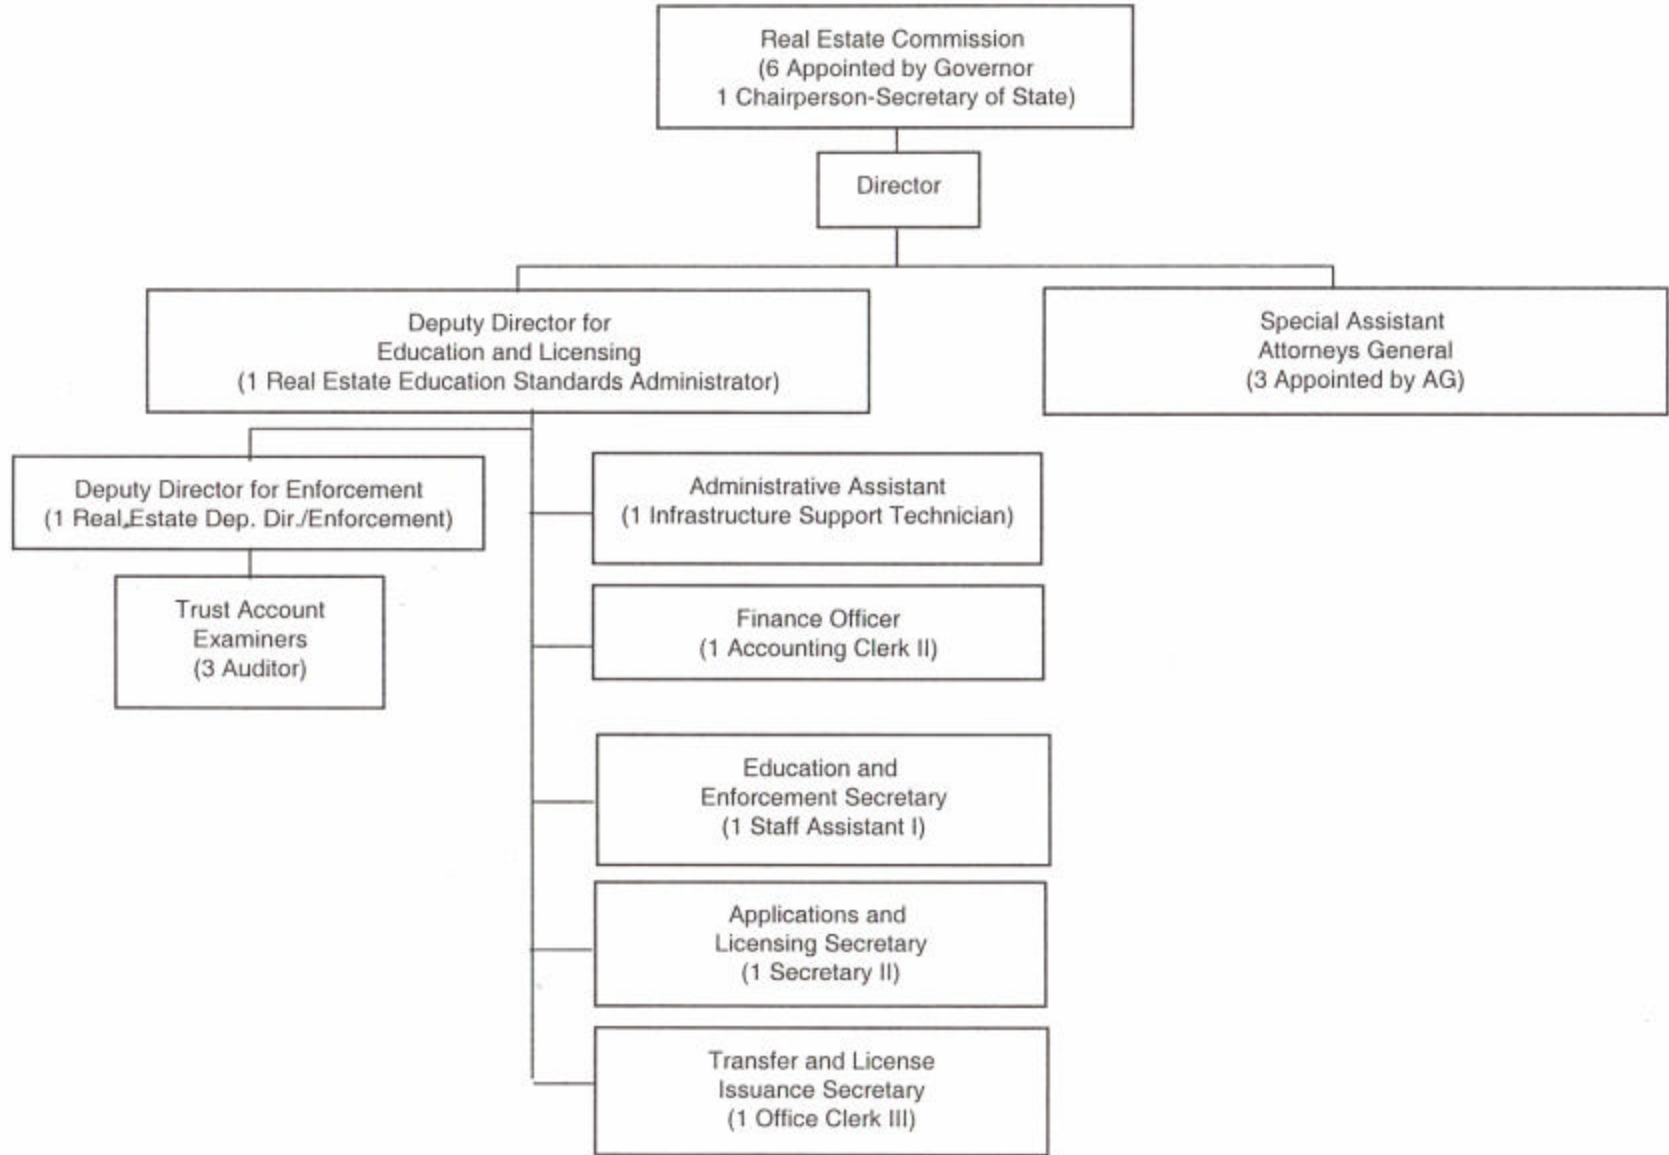 Real Estate Commission
(6 Appointed by Governor
1 Chairperson-Secretary of State)
Director
Deputy Director for
Education and Licensing
(1 Real Estate Education Standards Administrator)
Special Assistant
Attorneys General
(3 Appointed by AG)
Deputy Director for Enforcement
(1 Real Estate Dep. Dir./Enforcement)
Trust Account
Examiners
(3 Auditor)
Administrative Assistant
(1 Infrastructure Support Technician)
Finance Officer
(1 Accounting Clerk II)
Education and
Enforcement Secretary
(1 Staff Assistant I)
Applications and
Licensing Secretary
(1 Secretary II)
Transfer and License
Issuance Secretary
(1 Office Clerk III)